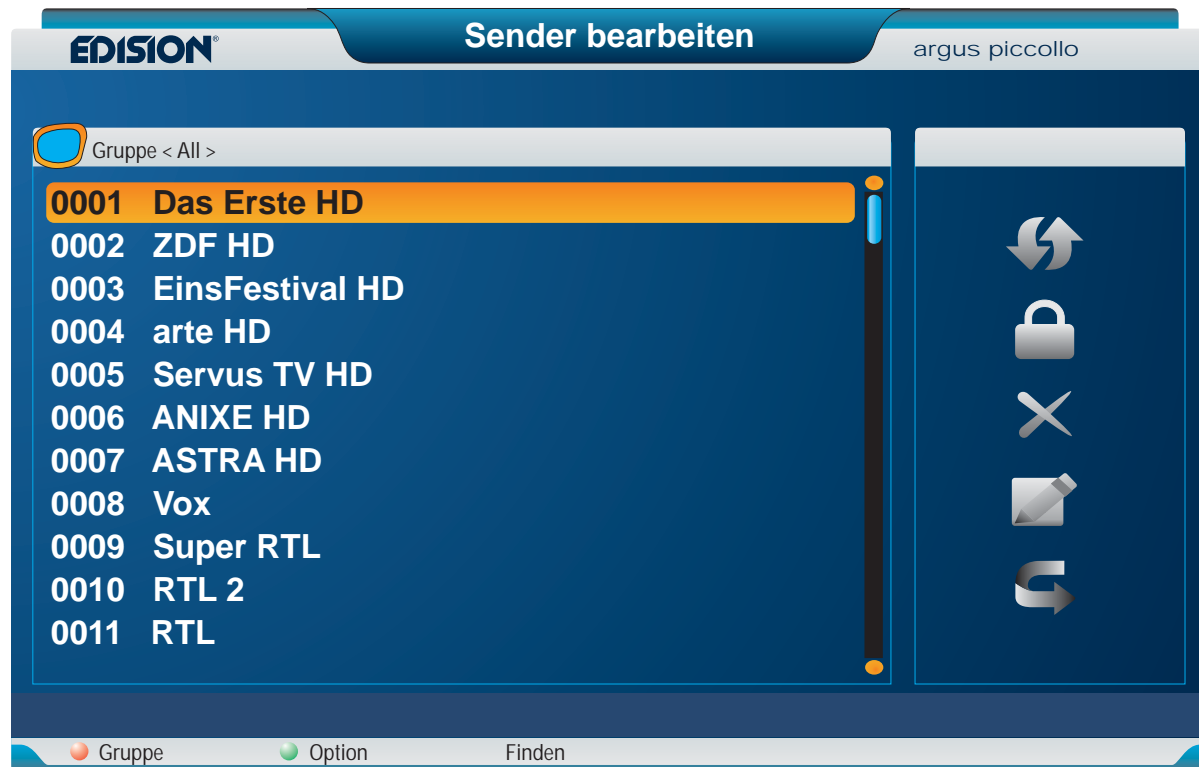 Sender bearbeiten
EDISION®
argus piccollo
Gruppe < All >
0001 Das Erste HD
0002 ZDF HD
0003 EinsFestival HD
0004 arte HD
0005 Servus TV HD
0006 ANIXE HD
0007 ASTRA HD
0008 Vox
0009 Super RTL
0010 RTL 2
0011 RTL
Gruppe Option Finden